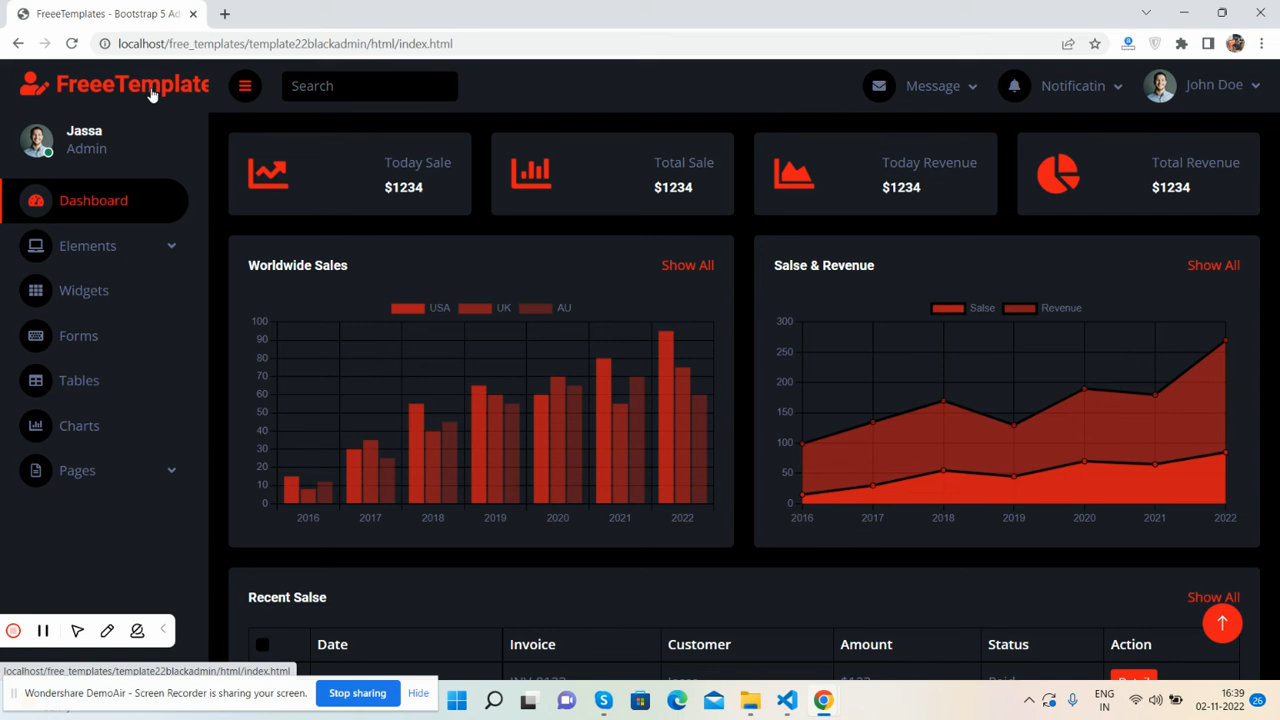 FreeeTemplates - Bootstrap 5 Ad
localhost/free_templates/template22blackadmin/html/index.html
FreeeTemplate
Search
Message
Notificatin
John Doe
Jassa
Admin
Dashboard
Elements
Widgets
Forms
Tables
Charts
Pages
Today Sale
$1234
Total Sale
$1234
Today Revenue
$1234
Total Revenue
$1234
Worldwide Sales
Show All
USA UK AU
100
90
80
70
60
50
40
30
20
10
0
2016 2017 2018 2019 2020 2021 2022
Salse & Revenue
Show All
Salse Revenue
300
250
200
150
100
50
0
2016 2017 2018 2019 2020 2021 2022
Recent Salse
Show All
Date Invoice Customer Amount Status Action
INV-0123 Jassa $123 Paid Detail
localhost/free_templates/template22blackadmin/html/index.html
Wondershare DemoAir - Screen Recorder is sharing your screen.
Stop sharing
Hide
ENG
IN
16:39
02-11-2022
26